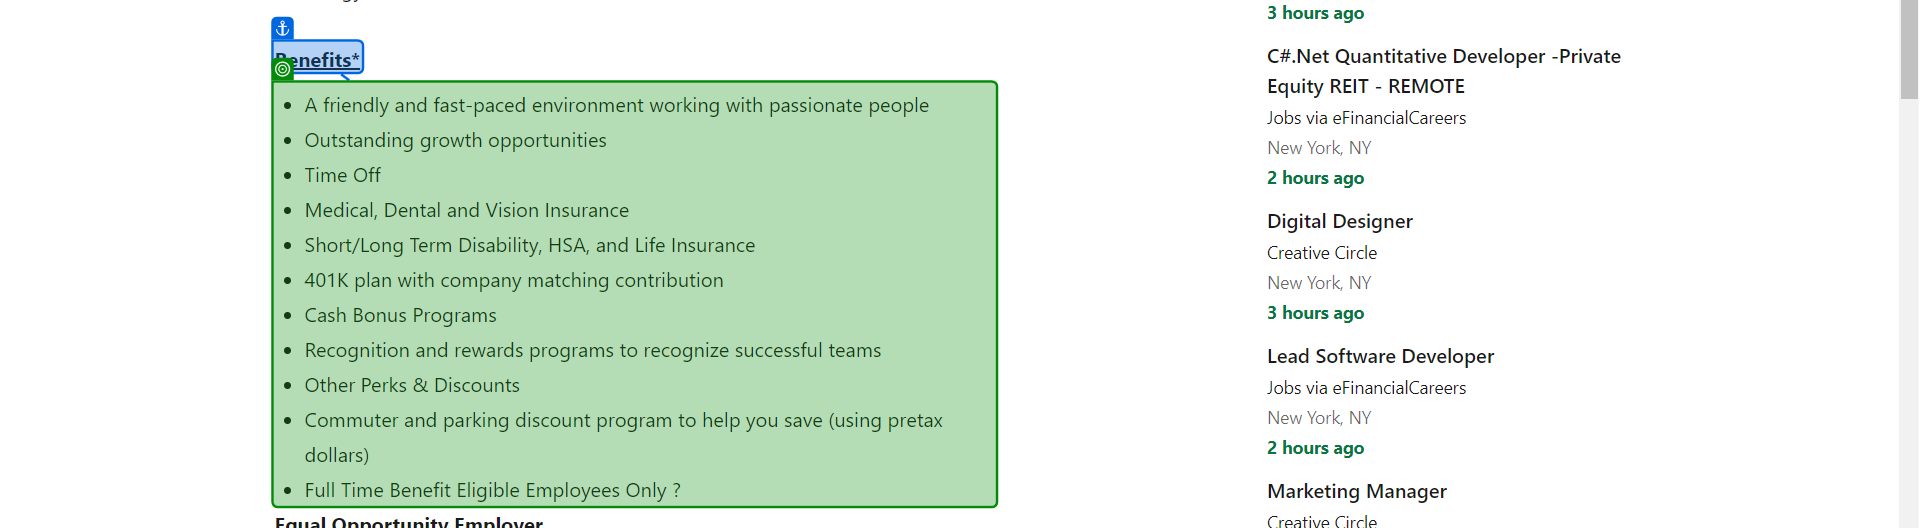 Benefits*
A friendly and fast-paced environment working with passionate people
Outstanding growth opportunities
Time Off
Medical, Dental and Vision Insurance
Short/Long Term Disability, HSA, and Life Insurance
401K plan with company matching contribution
Cash Bonus Programs
Recognition and rewards programs to recognize successful teams
Other Perks & Discounts
Commuter and parking discount program to help you save (using pretax
dollars)
Full Time Benefit Eligible Employees Only ?
Equal Opportunity Employer
3 hours ago
C#.Net Quantitative Developer -Private
Equity REIT - REMOTE
Jobs via eFinancialCareers
New York, NY
2 hours ago
Digital Designer
Creative Circle
New York, NY
3 hours ago
Lead Software Developer
Jobs via eFinancialCareers
New York, NY
2 hours ago
Marketing Manager
Creative Circle